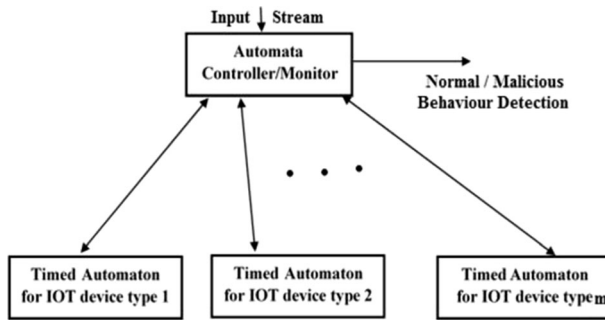 Input Stream
Automata
Controller/Monitor
Normal / Malicious
Behaviour Detection
Timed Automaton
for IOT device type 1
Timed Automaton
for IOT device type 2
Timed Automaton
for IOT device type m